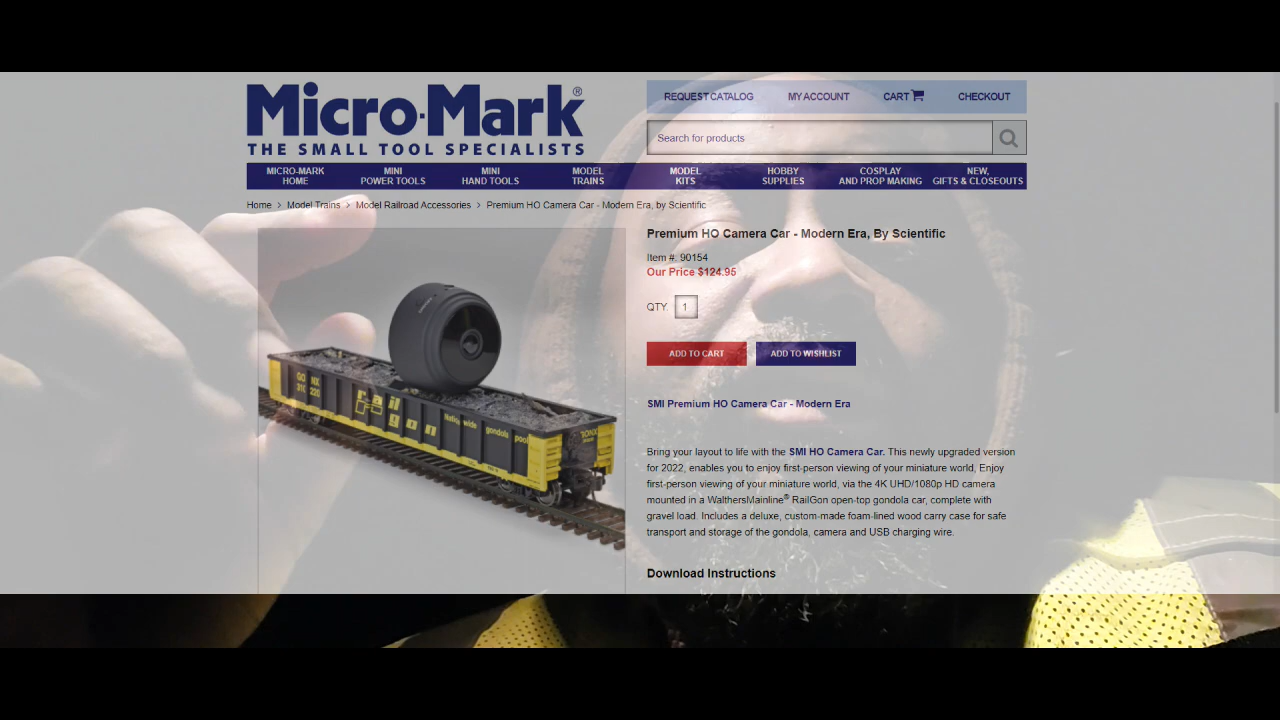 Micro-Mark®
THE SMALL TOOL SPECIALISTS
REQUEST CATALOG
MY ACCOUNT
CART
CHECKOUT
Search for products
MICRO-MARK
HOME
MINI
POWER TOOLS
MINI
HAND TOOLS
MODEL
TRAINS
MODEL
KITS
HOBBY
SUPPLIES
COSPLAY
AND PROP MAKING
NEW,
GIFTS & CLOSEOUTS
Home > Model Trains > Model Railroad Accessories > Premium HO Camera Car - Modern Era, by Scientific
Premium HO Camera Car - Modern Era, By Scientific
Item #: 90154
Our Price $124.95
QTY. 1
ADD TO CART
ADD TO WISHLIST
SMI Premium HO Camera Car - Modern Era
Bring your layout to life with the SMI HO Camera Car. This newly upgraded version
for 2022, enables you to enjoy first-person viewing of your miniature world, Enjoy
first-person viewing of your miniature world, via the 4K UHD/1080p HD camera
mounted in a WalthersMainline® RailGon open-top gondola car, complete with
gravel load. Includes a deluxe, custom-made foam-lined wood carry case for safe
transport and storage of the gondola, camera and USB charging wire.
Download Instructions
GONX
310220
Rail
gon
Nationwide gondola pool